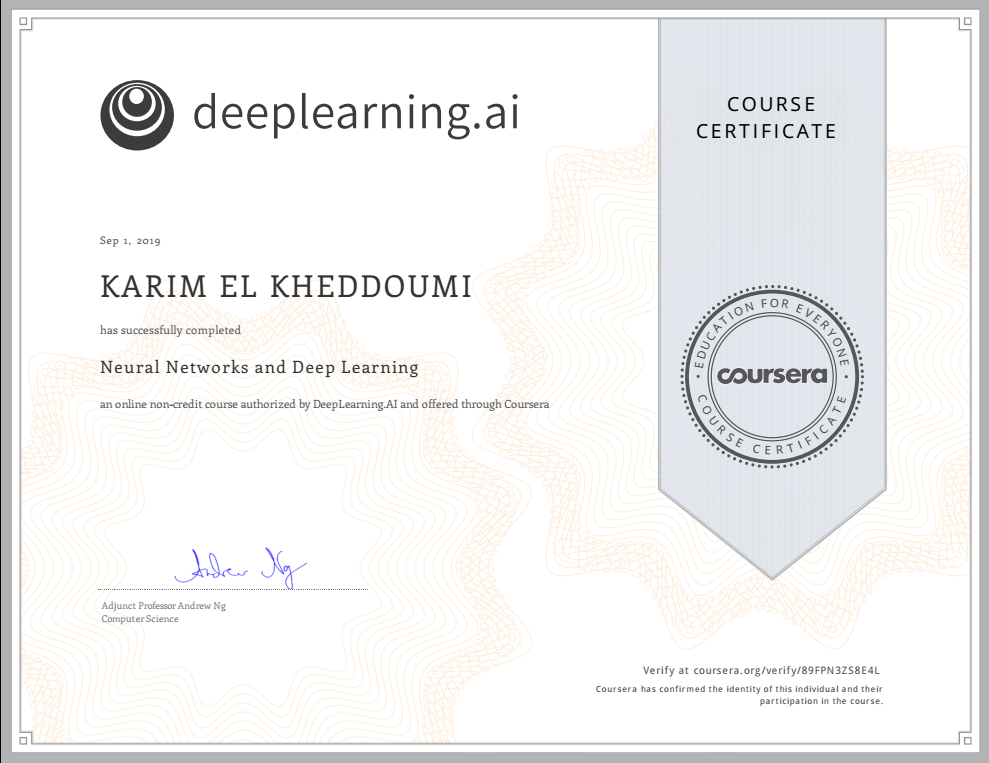 deeplearning.ai
COURSE
CERTIFICATE
Sep 1, 2019
KARIM EL KHEDDOUMI
has successfully completed
Neural Networks and Deep Learning
an online non-credit course authorized by DeepLearning.AI and offered through Coursera
EDUCATION FOR EVERYONE
coursera
COURSE CERTIFICATE
Andrew Ng
Adjunct Professor Andrew Ng
Computer Science
Verify at coursera.org/verify/89FPN3ZS8E4L
Coursera has confirmed the identity of this individual and their
participation in the course.